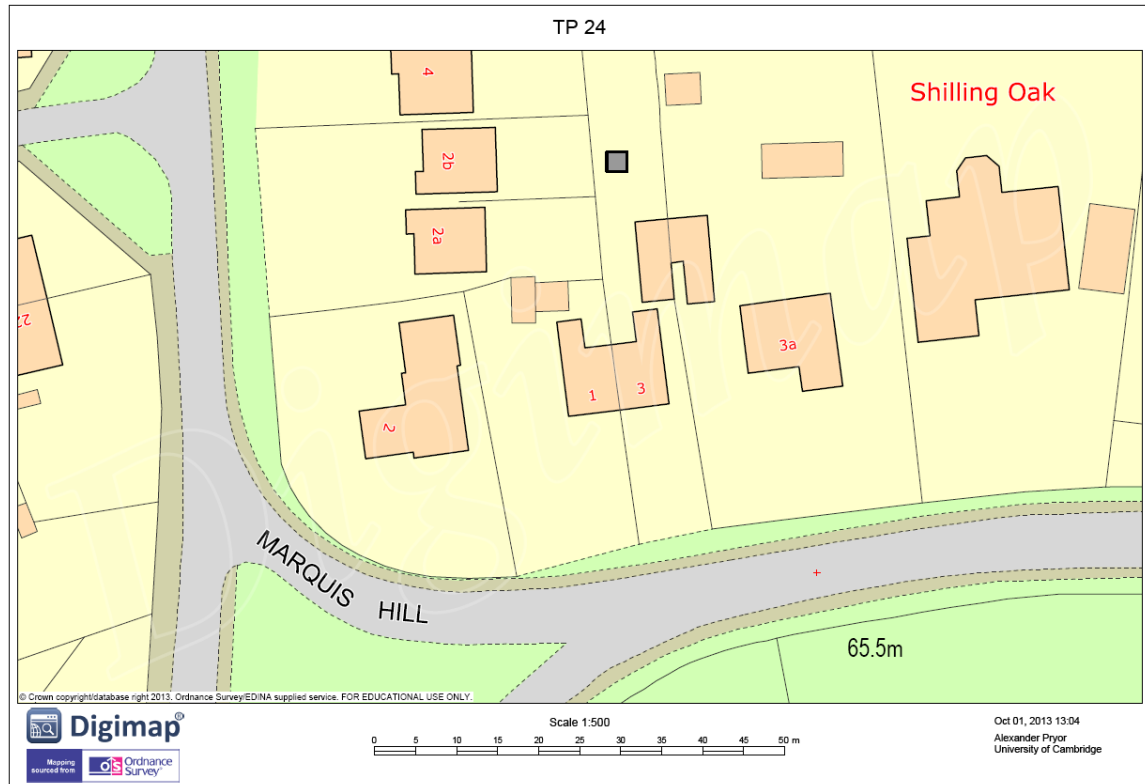 TP 24
Shilling Oak
4
2b
2a
3a
1
3
2
MARQUIS HILL
65.5m
© Crown copyright/database right 2013. Ordnance Survey/EDINA supplied service. FOR EDUCATIONAL USE ONLY.
Digimap®
Mapping sourced from
OS Ordnance Survey®
Scale 1:500
0 5 10 15 20 25 30 35 40 45 50 m
Oct 01, 2013 13:04
Alexander Pryor
University of Cambridge
Digimap